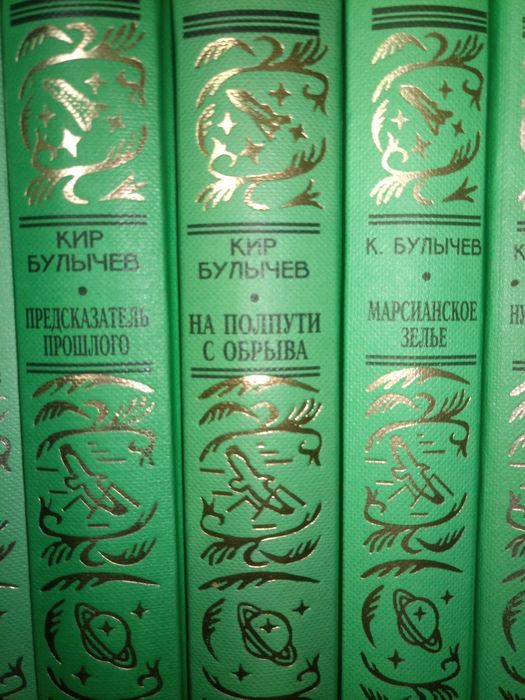 КИР
БУЛЫЧЕВ
ПРЕДСКАЗАТЕЛЬ
ПРОШЛОГО
КИР
БУЛЫЧЕВ
НА ПОЛПУТИ
С ОБРЫВА
К. БУЛЫЧЕВ
МАРСИАНСКОЕ
ЗЕЛЬЕ